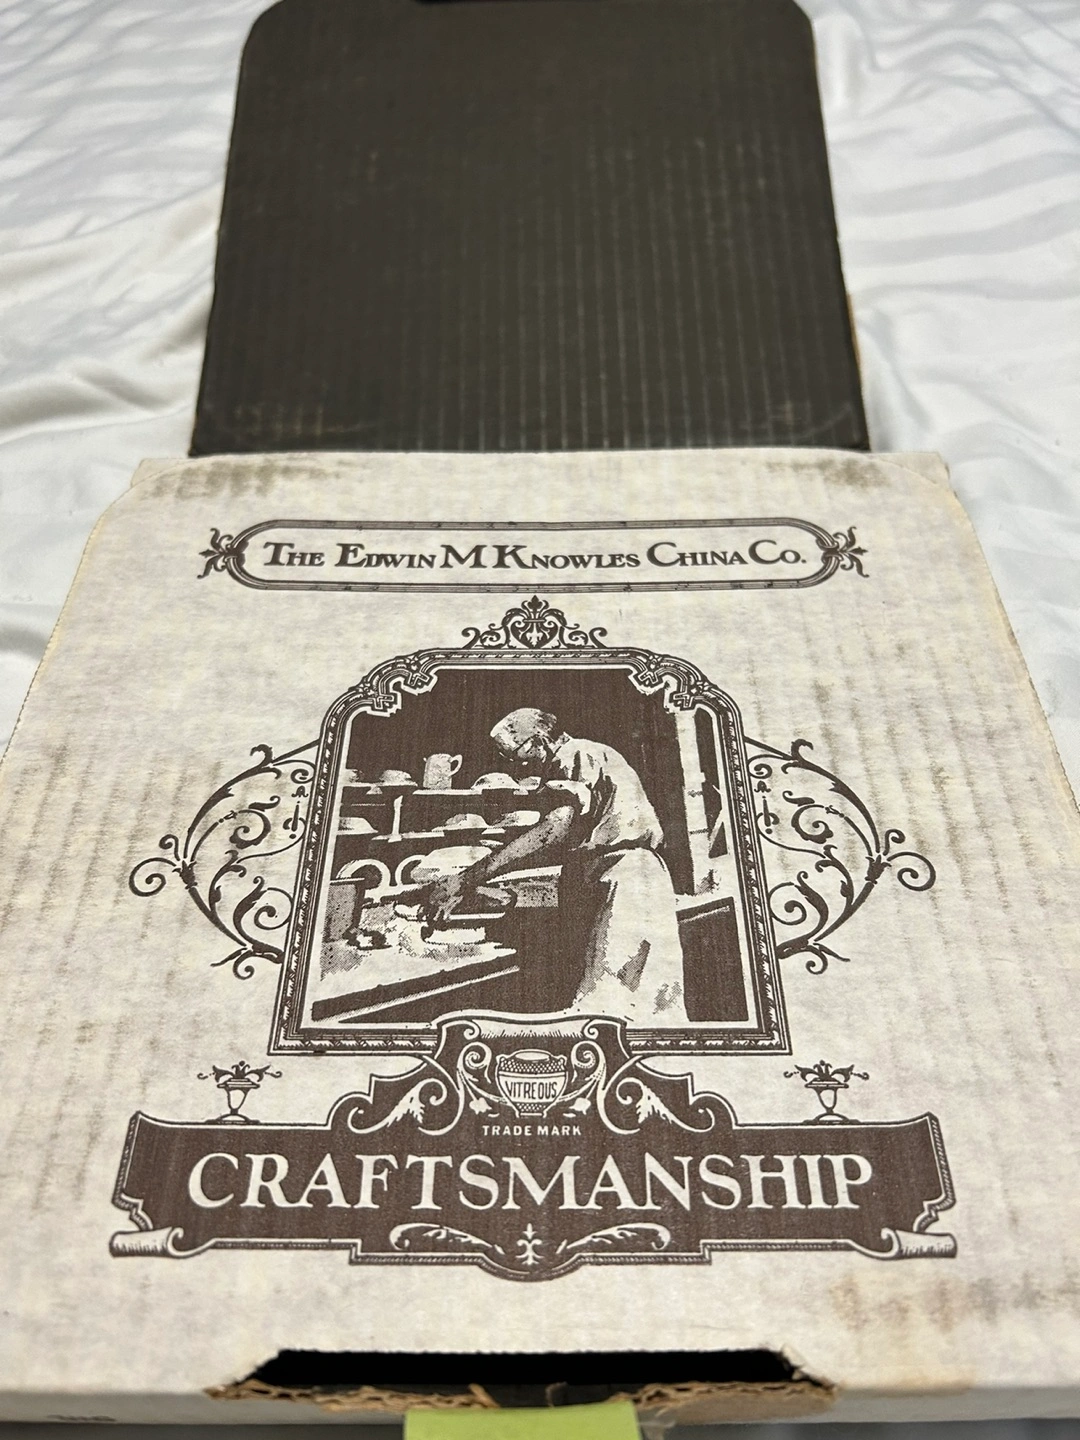 The Edwin M Knowles China Co.
VITREOUS
TRADE MARK
CRAFTSMANSHIP